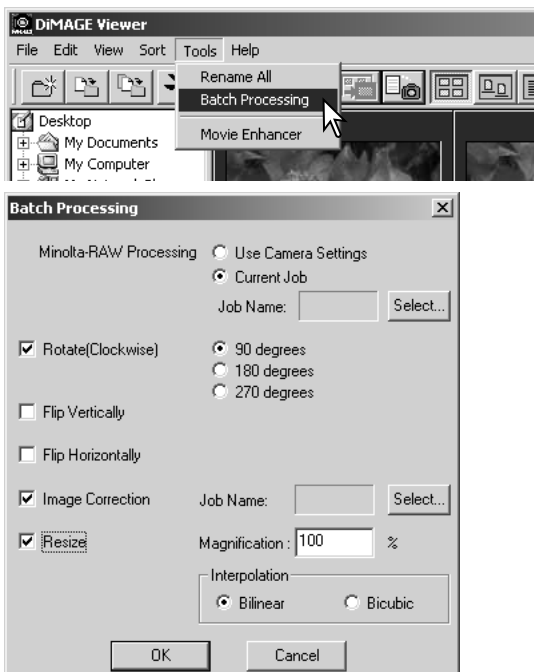 DiMAGE Viewer
File Edit View Sort Tools Help
Rename All
Batch Processing
Movie Enhancer
Desktop
My Documents
My Computer
Batch Processing
Minolta-RAW Processing Use Camera Settings
Current Job
Job Name: Select...
Rotate(Clockwise) 90 degrees
180 degrees
270 degrees
Flip Vertically
Flip Horizontally
Image Correction Job Name: Select...
Resize Magnification : 100 %
Interpolation
Bilinear Bicubic
OK Cancel